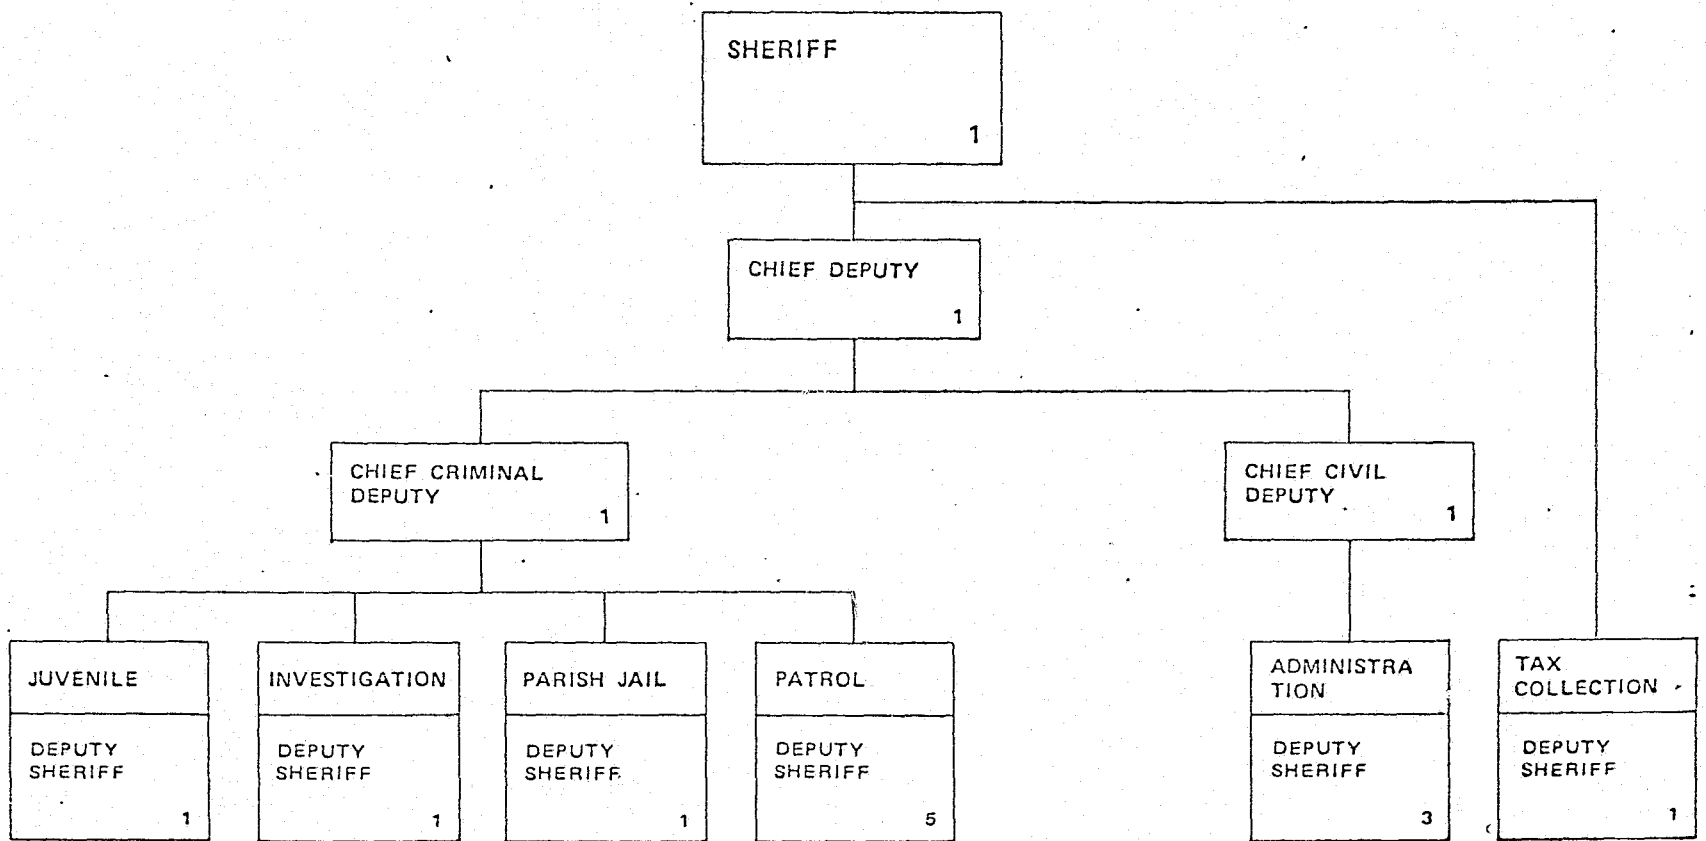 SHERIFF
1
CHIEF DEPUTY
1
CHIEF CRIMINAL
DEPUTY
1
CHIEF CIVIL
DEPUTY
1
JUVENILE
DEPUTY
SHERIFF
1
INVESTIGATION
DEPUTY
SHERIFF
1
PARISH JAIL
DEPUTY
SHERIFF
1
PATROL
DEPUTY
SHERIFF
5
ADMINISTRA
TION
DEPUTY
SHERIFF
3
TAX
COLLECTION
DEPUTY
SHERIFF
1